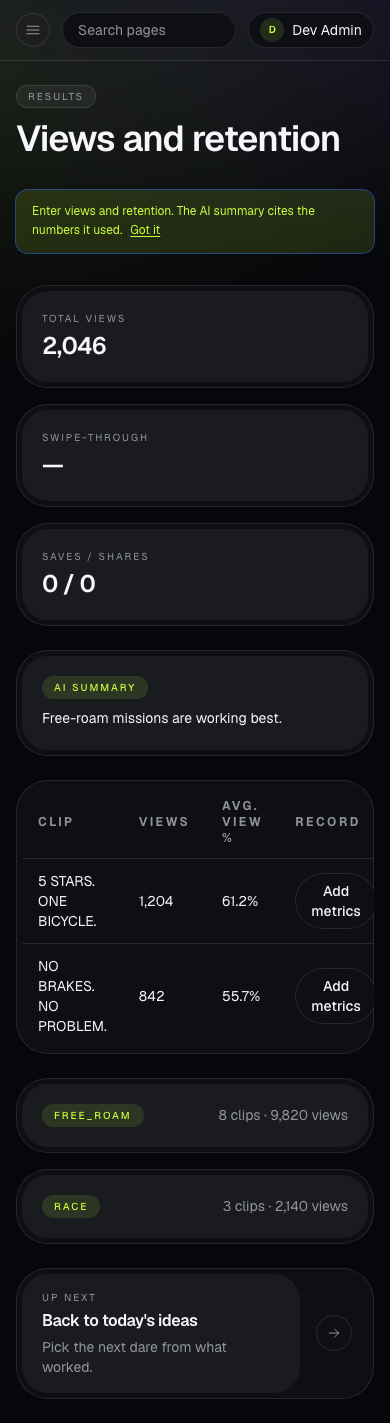 Search pages
D
Dev Admin
RESULTS
Views and retention
Enter views and retention. The AI summary cites the
numbers it used. Got it
TOTAL VIEWS
2,046
SWIPE-THROUGH
—
SAVES / SHARES
0 / 0
AI SUMMARY
Free-roam missions are working best.
CLIP VIEWS AVG. VIEW % RECORD
5 STARS.
ONE
BICYCLE.
1,204
61.2%
Add
metrics
NO
BRAKES.
NO
PROBLEM.
842
55.7%
Add
metrics
FREE_ROAM
8 clips · 9,820 views
RACE
3 clips · 2,140 views
UP NEXT
Back to today's ideas
Pick the next dare from what
worked.